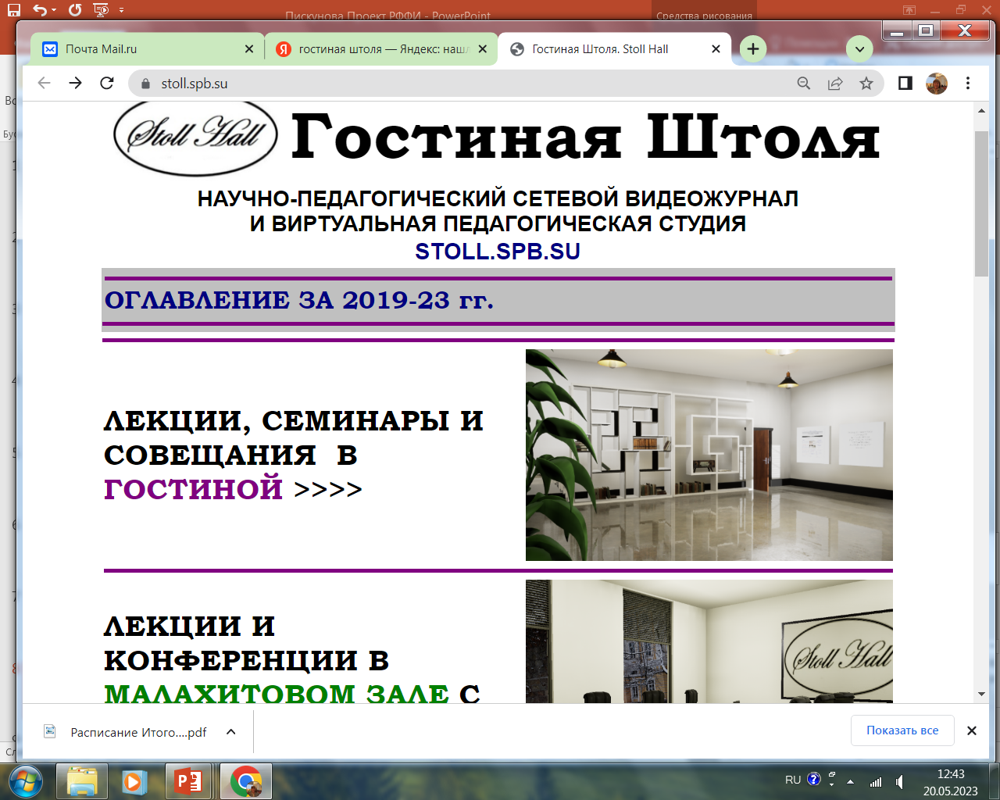 Пискунова Проект РФФИ - PowerPoint
Средства рисования
Почта Mail.ru
гостиная штоля — Яндекс: наш
Гостиная Штоля. Stoll Hall
stoll.spb.su
Stoll Hall
Гостиная Штоля
НАУЧНО-ПЕДАГОГИЧЕСКИЙ СЕТЕВОЙ ВИДЕОЖУРНАЛ
И ВИРТУАЛЬНАЯ ПЕДАГОГИЧЕСКАЯ СТУДИЯ
STOLL.SPB.SU
ОГЛАВЛЕНИЕ ЗА 2019-23 гг.
ЛЕКЦИИ, СЕМИНАРЫ И
СОВЕЩАНИЯ В
ГОСТИНОЙ >>>>
ЛЕКЦИИ И
КОНФЕРЕНЦИИ В
МАЛАХИТОВОМ ЗАЛЕ С
Stoll Hall
Расписание Итого....pdf
Показать все
RU
12:43
20.05.2023